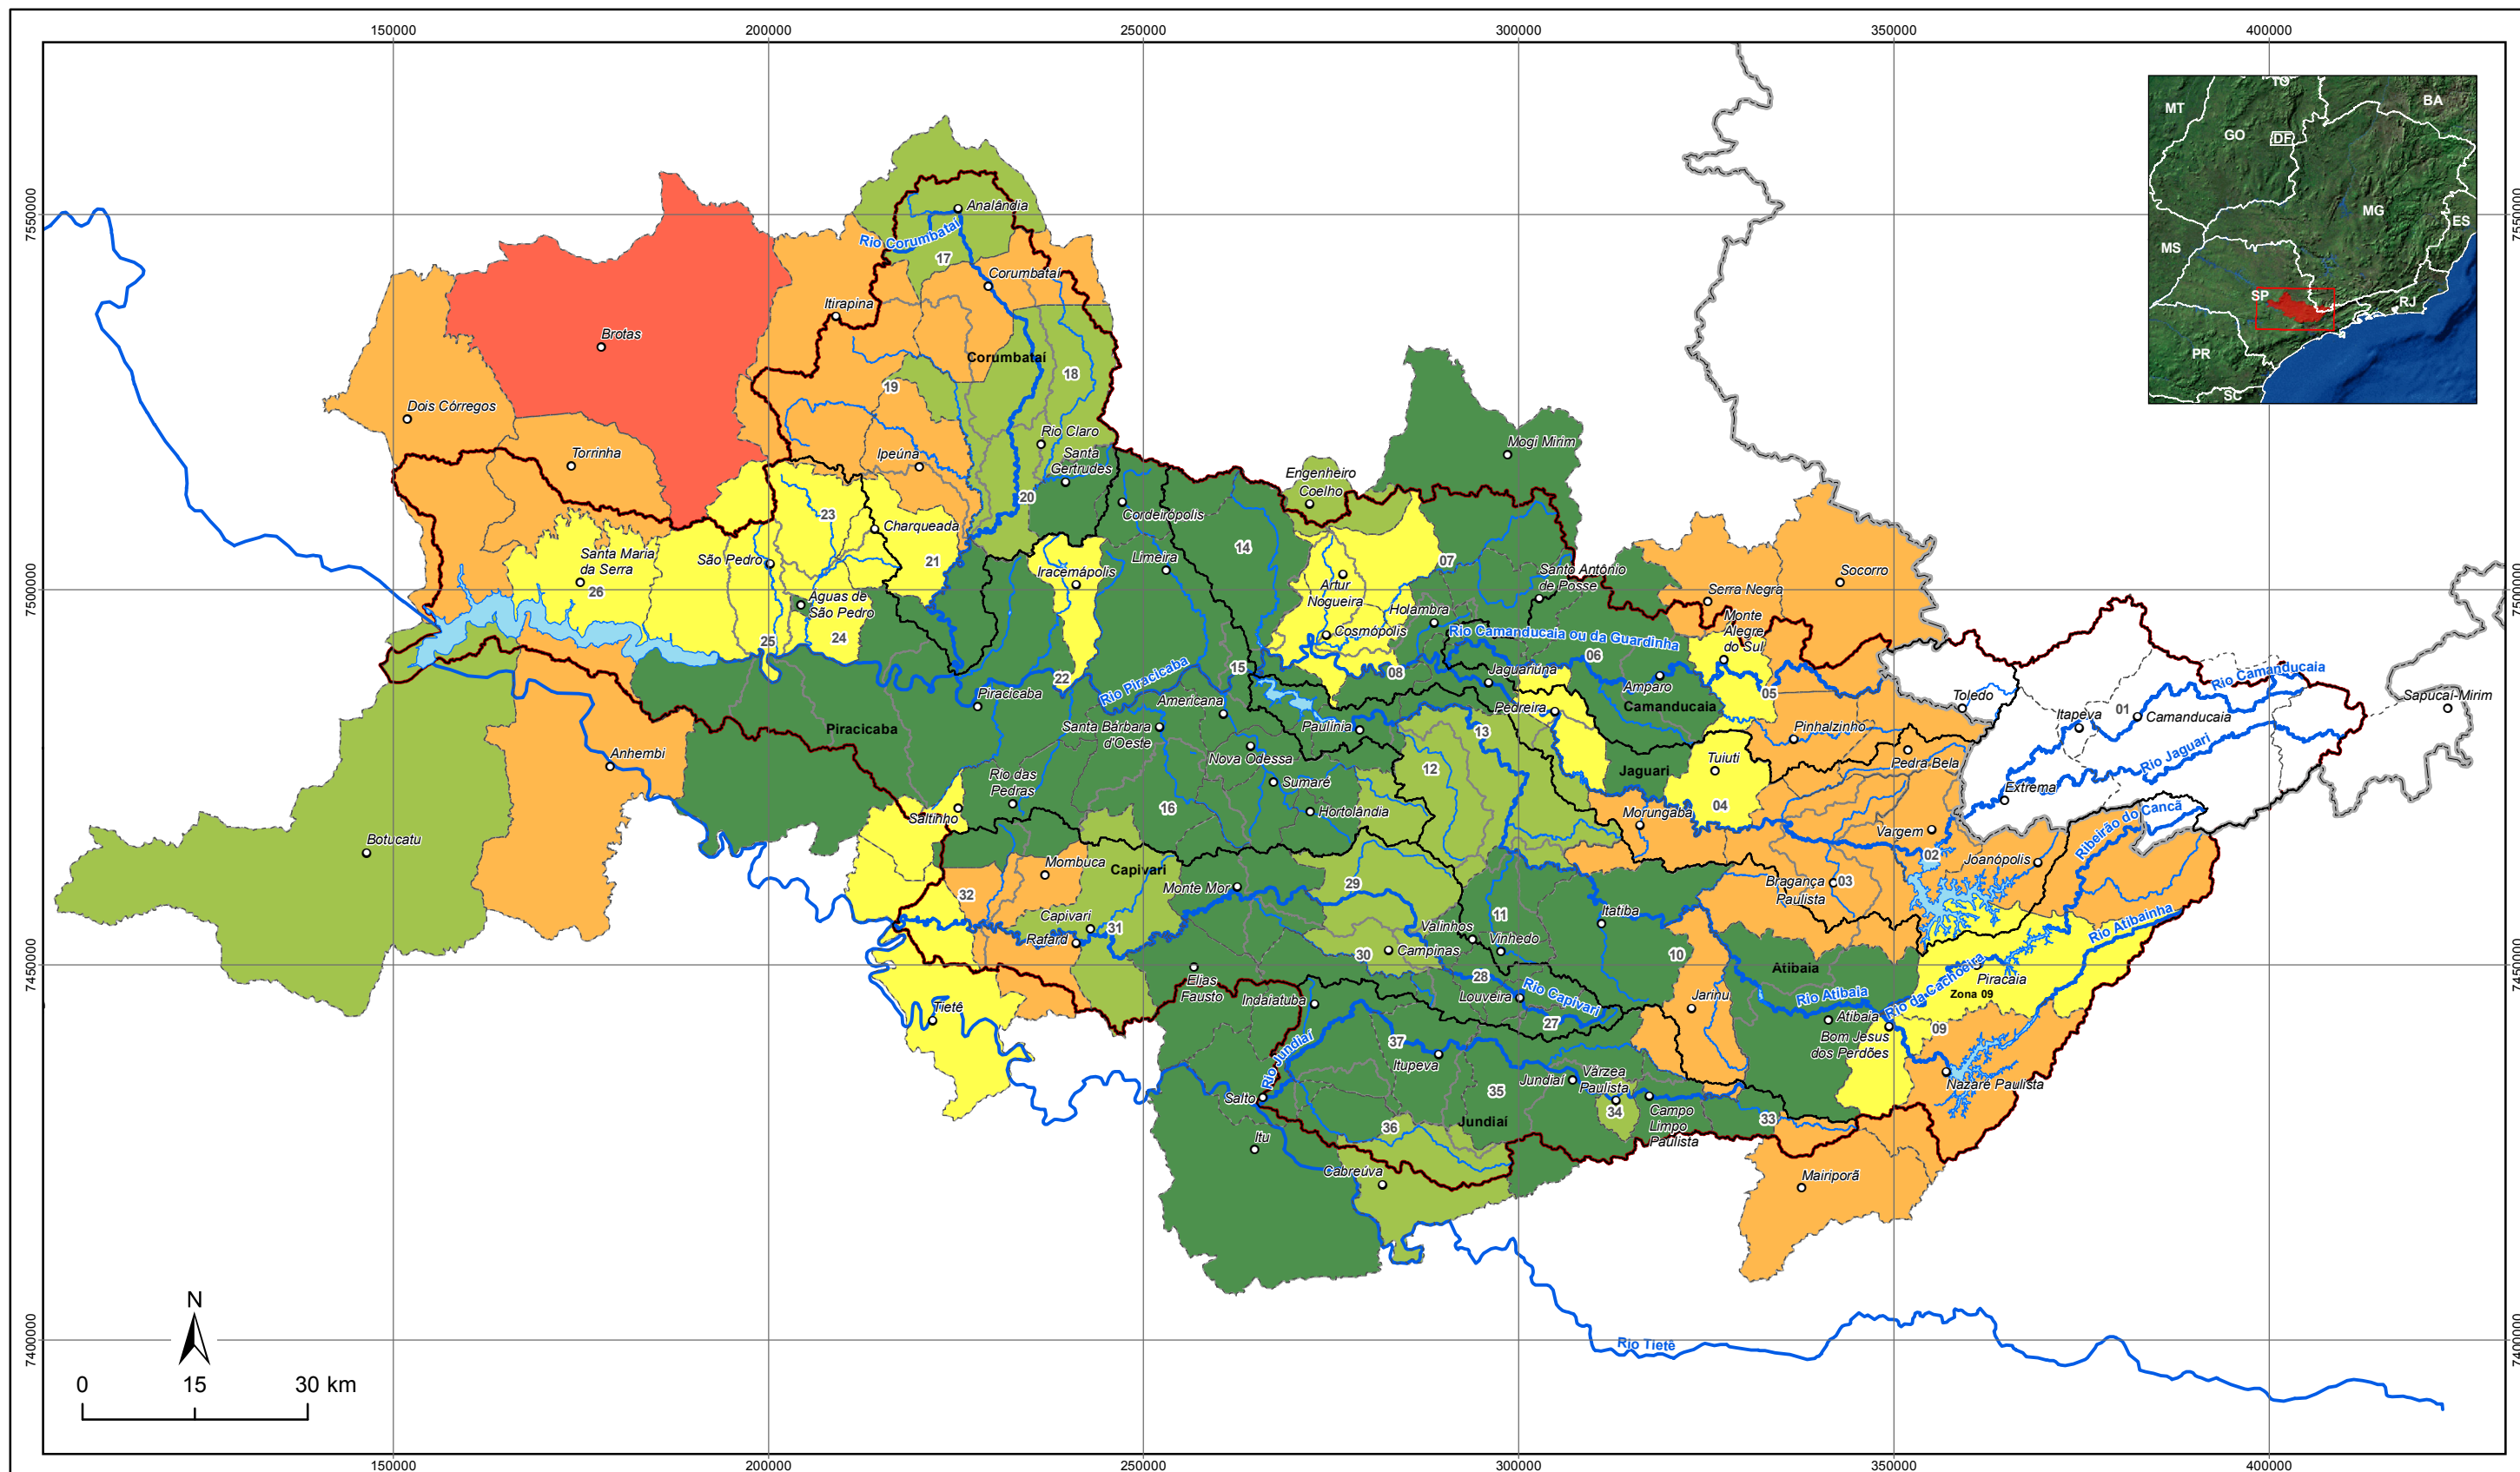 150000
200000
250000
300000
350000
400000
7550000
7550000
TO
MT
BA
GO
DF
MG
ES
MS
SP
RJ
PR
SC
Analândia
Rio Corumbataí
17
Corumbataí
Itirapina
Brotas
Corumbataí
18
19
Dois Córregos
Rio Claro
Torrinha
Ipeúna
Santa
Gertrudes
Mogi Mirim
Engenheiro
Coelho
20
23
Charqueada
Cordeirópolis
14
Santa Maria
da Serra
São Pedro
21
Limeira
07
Santo Antônio
de Posse
Socorro
7500000
7500000
26
Iracemápolis
Artur
Nogueira
Serra Negra
Águas de
São Pedro
Holambra
Monte
Alegre
do Sul
25
24
Cosmópolis
Rio Camanducaia ou da Guardinha
06
15
08
Jaguariúna
22
Rio Piracicaba
Amparo
05
Toledo
Rio Camanducaia
Sapucaí-Mirim
Piracicaba
Americana
Pedreira
Camanducaia
Itapeva
01
Camanducaia
Piracicaba
Santa Bárbara
d'Oeste
Paulínia
13
Pinhalzinho
Anhembi
Nova Odessa
12
Jaguari
Tuiuti
Pedra Bela
Rio Jaguari
Rio das
Pedras
Sumaré
Extrema
Saltinho
16
Hortolândia
Morungaba
04
Ribeirão do Cancã
Botucatu
Vargem
Mombuca
Capivari
02
Joanópolis
32
Monte Mor
29
Bragança
Paulista
03
Capivari
31
Valinhos
11
Itatiba
Rafard
Vinhedo
Rio Atibainha
30
Campinas
10
7450000
7450000
Elias
Fausto
28
Atibaia
Piracaia
Indaiatuba
Louveira
Rio Capivari
Jarinu
Rio Atibaia
Rio da Cachoeira
Zona 09
Tietê
27
Atibaia
09
Rio Jundiaí
37
Itupeva
Bom Jesus
dos Perdões
Jundiaí
Várzea
Paulista
Nazaré Paulista
Salto
35
34
Campo
Limpo
Paulista
33
Itu
36
Jundiaí
Cabreúva
Mairiporã
N
7400000
7400000
Rio Tietê
0
15
30 km
150000
200000
250000
300000
350000
400000